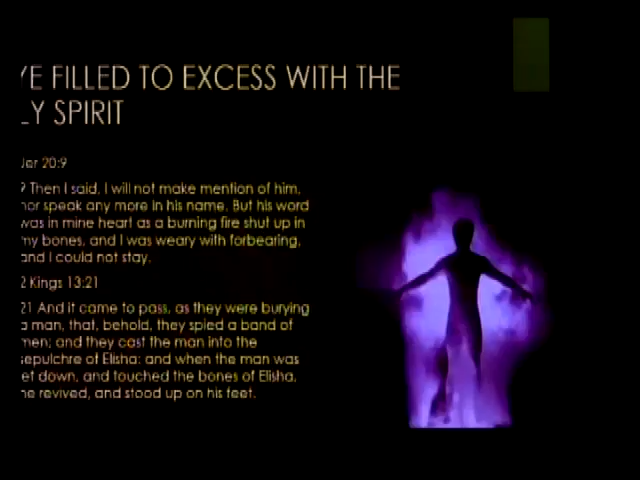 FILLED TO EXCESS WITH THE
SPIRIT
Jer 20:9
9 Then I said, I will not make mention of him,
nor speak any more in his name. But his word
was in mine heart as a burning fire shut up in
my bones, and I was weary with forbearing,
and I could not stay.
2 Kings 13:21
21 And it came to pass, as they were burying
a man, that, behold, they spied a band of
men; and they cast the man into the
sepulchre of Elisha: and when the man was
let down, and touched the bones of Elisha,
he revived, and stood up on his feet.